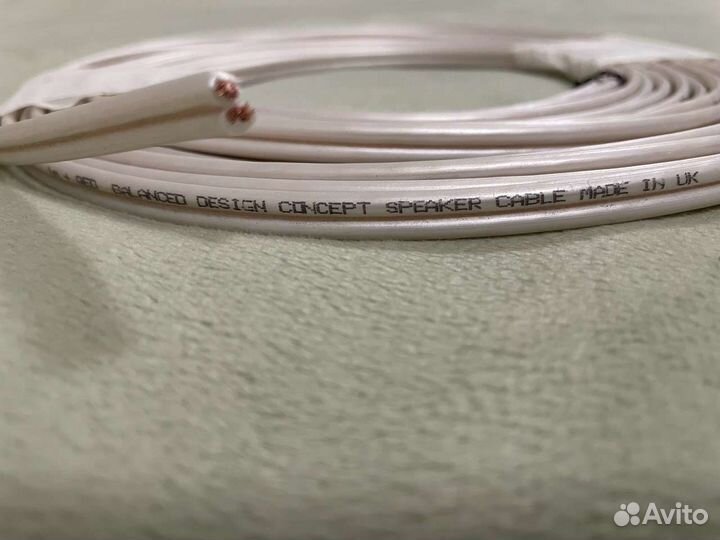 BALANCED DESIGN CONCEPT SPEAKER CABLE MADE IN UK
Avito